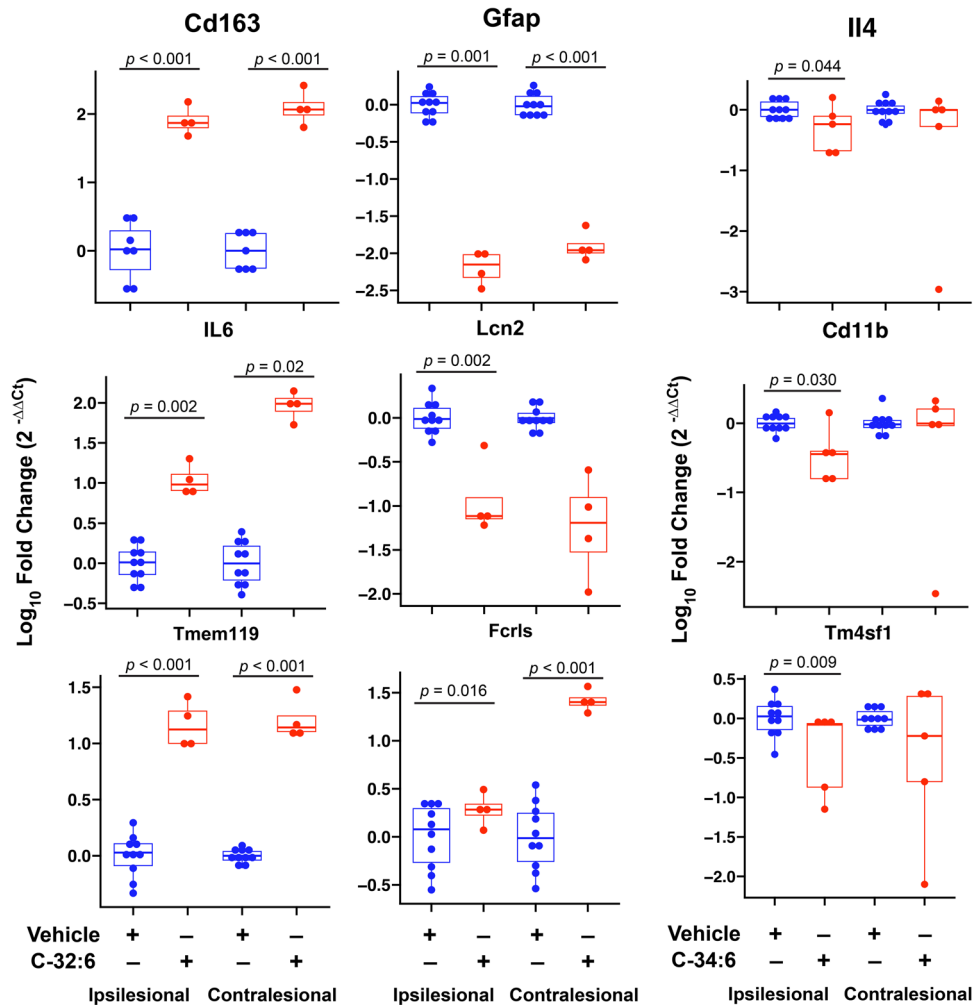 Cd163 Gfap Il4
p < 0.001 p < 0.001 p = 0.001 p < 0.001 p = 0.044
2 1 0
0.0 −0.5 −1.0 −1.5 −2.0 −2.5
0 −1 −2 −3
IL6 Lcn2 Cd11b
p = 0.002 p = 0.02 p = 0.002 p = 0.030
2.0 1.5 1.0 0.5 0.0 −0.5
0.0 −0.5 −1.0 −1.5 −2.0
0 −1 −2
Log10 Fold Change (2 -ΔΔCt)
Log10 Fold Change (2 -ΔΔCt)
Tmem119 Fcrls Tm4sf1
p < 0.001 p < 0.001 p = 0.016 p < 0.001 p = 0.009
1.5 1.0 0.5 0.0
1.5 1.0 0.5 0.0 −0.5
0.5 0.0 −0.5 −1.0 −1.5 −2.0
Vehicle + − + − + − + − Vehicle + − + −
C-32:6 − + − + − + − + C-34:6 − + − +
Ipsilesional Contralesional Ipsilesional Contralesional Ipsilesional Contralesional